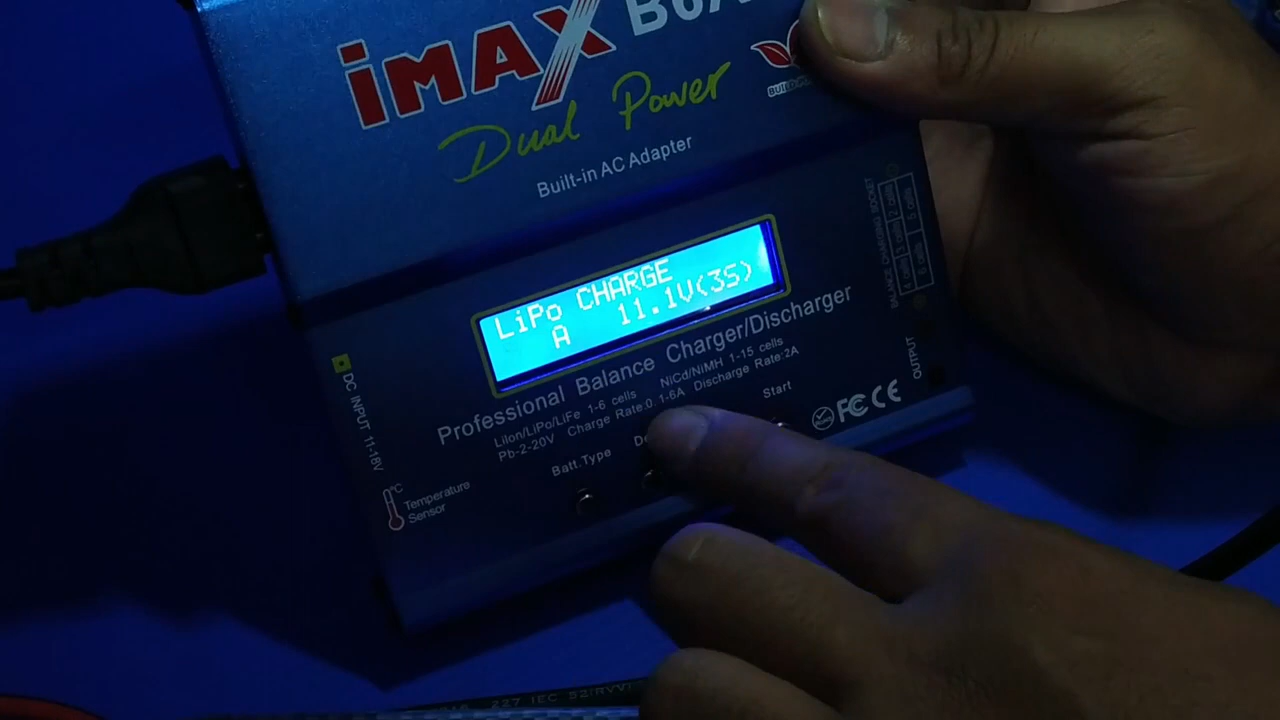 iMAX B6A
Dual Power
Built-in AC Adapter
LiPo CHARGE
A 11.1V(3S)
Professional Balance Charger/Discharger
LiIon/LiPo/LiFe 1-6 cells NiCd/NiMH 1-15 cells
Pb-2-20V Charge Rate:0.1-6A Discharge Rate:2A
Batt.Type
Start
DC INPUT 11-18V
°C Temperature
Sensor
BALANCE CHARGING SOCKET
OUTPUT
FC CE